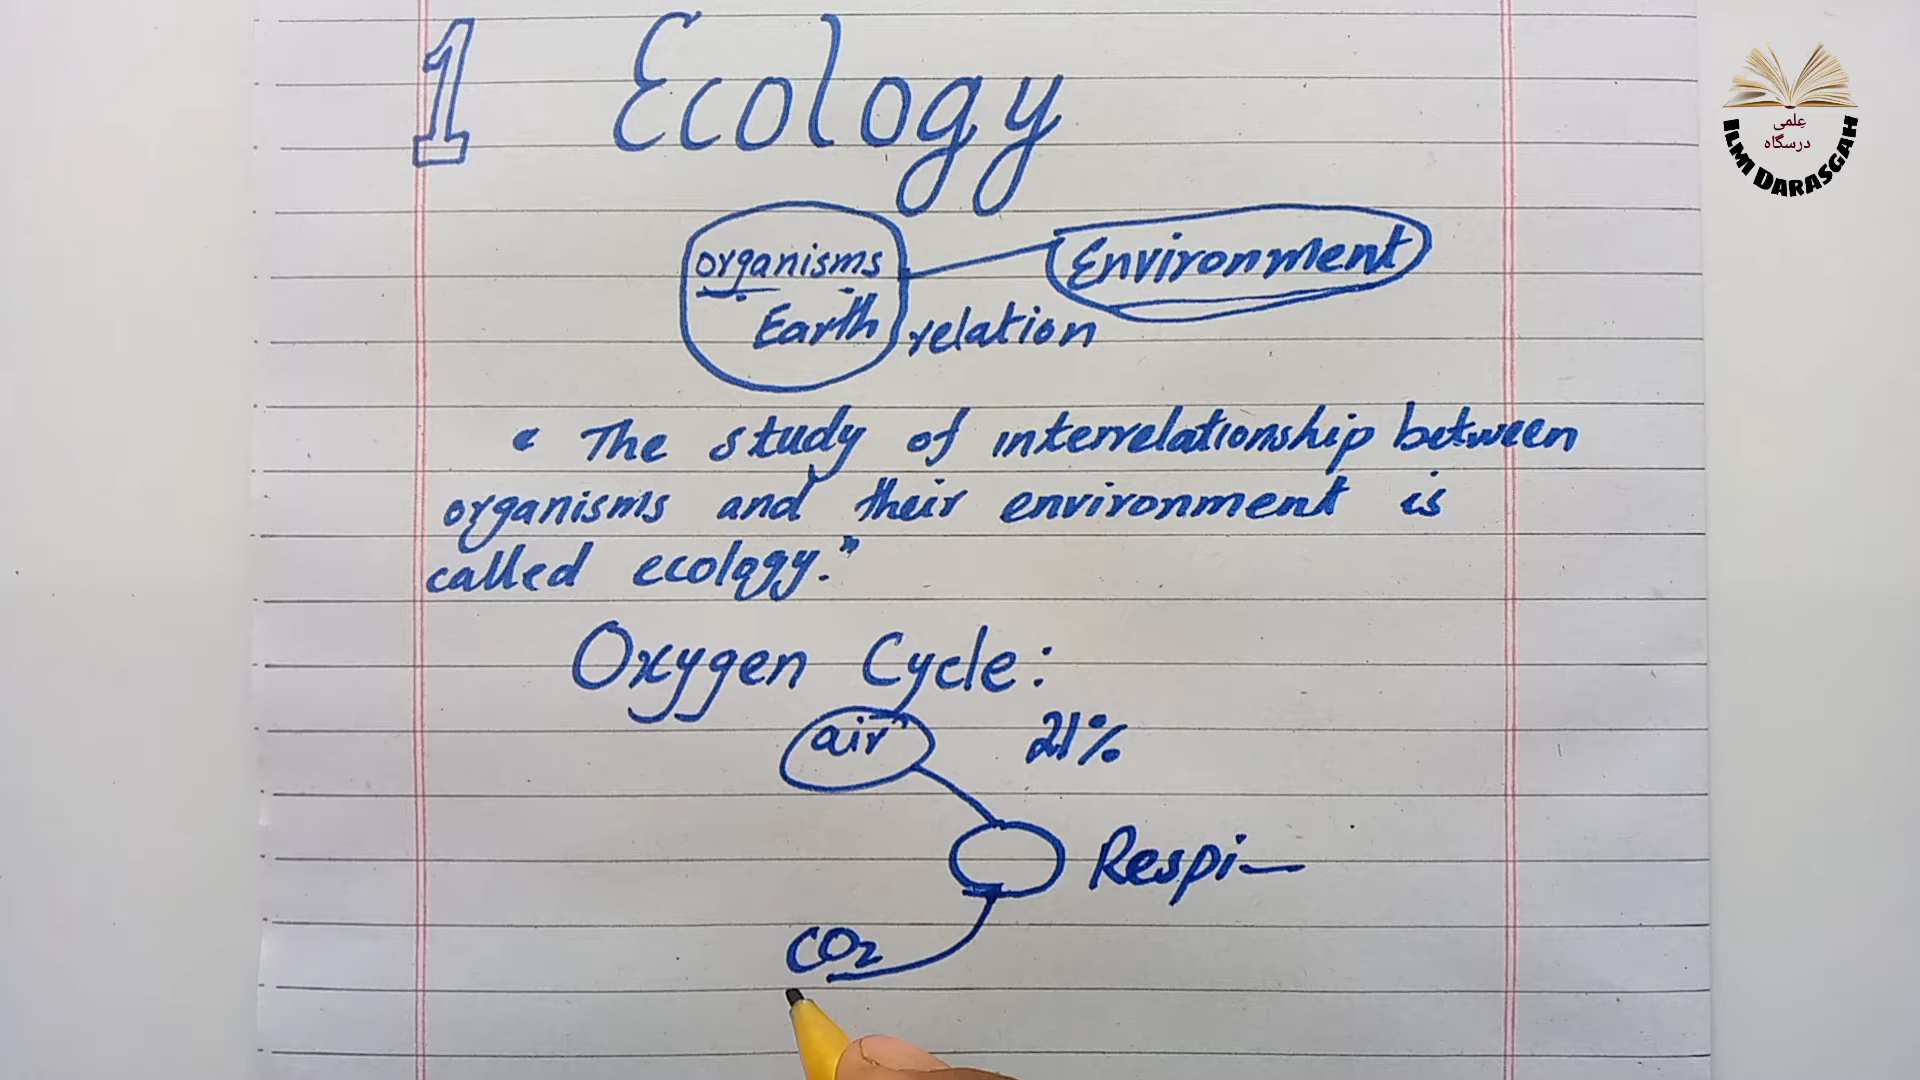 1 Ecology
organisms Environment
Earth relation
“ The study of interrelationship between
organisms and their environment is
called ecology.”
Oxygen Cycle:
air 21%
Respi
CO2
علمی
درسگاہ
ILMI DARASGAH